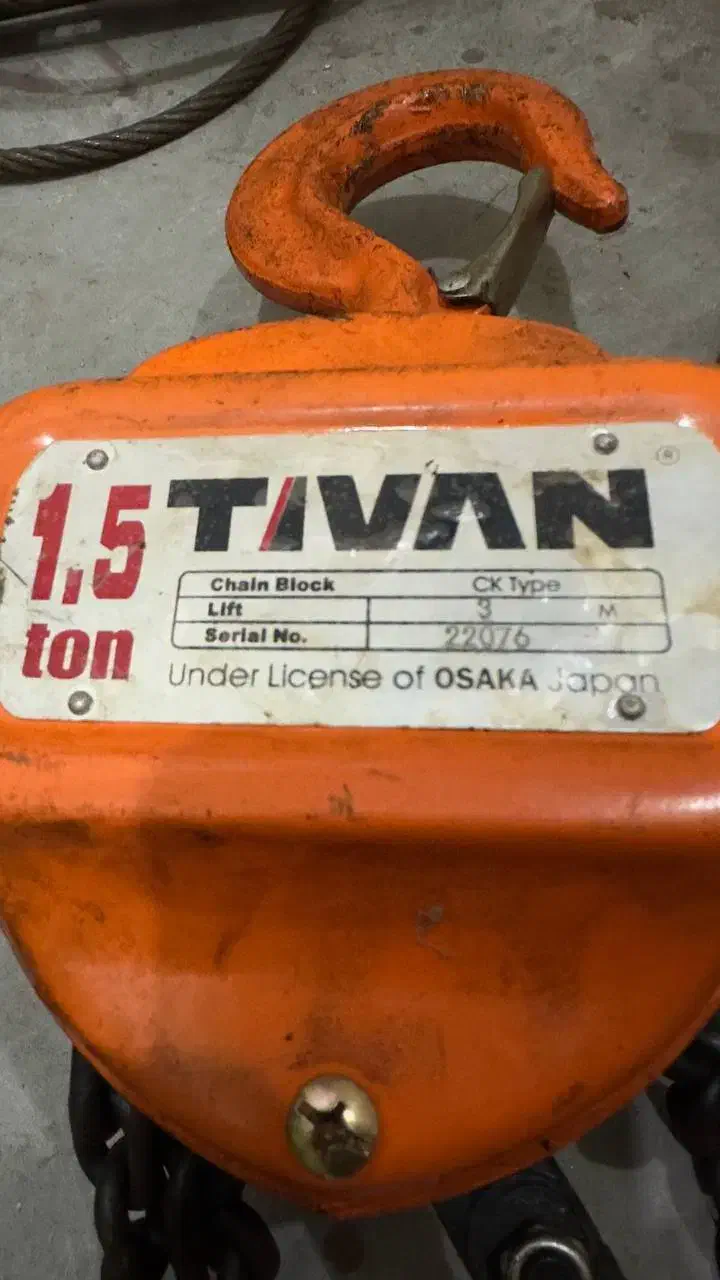 1,5 ton
TIVAN ®
Chain Block CK Type
Lift 3 M
Serial No. 22076
Under License of OSAKA Japan